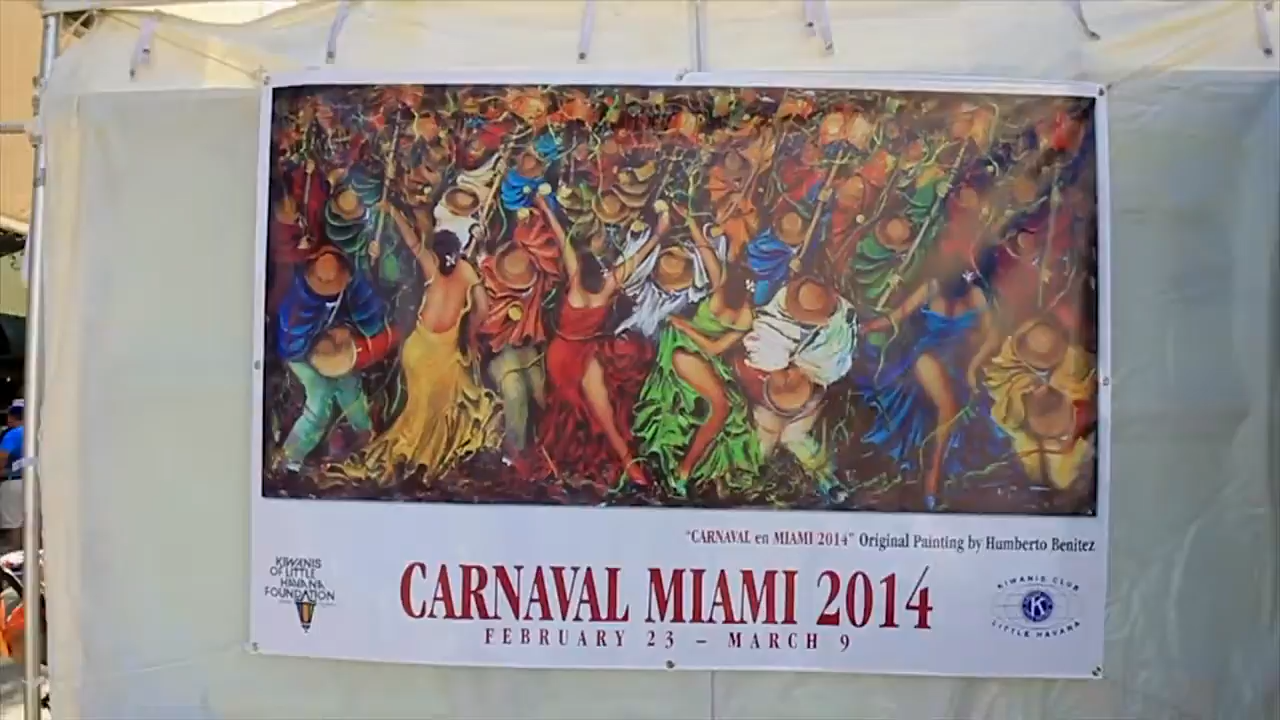 "CARNAVAL en MIAMI 2014" Original Painting by Humberto Benitez
KIWANIS
OF LITTLE
HAVANA
FOUNDATION
CARNAVAL MIAMI 2014
FEBRUARY 23 - MARCH 9
KIWANIS CLUB
K
LITTLE HAVANA